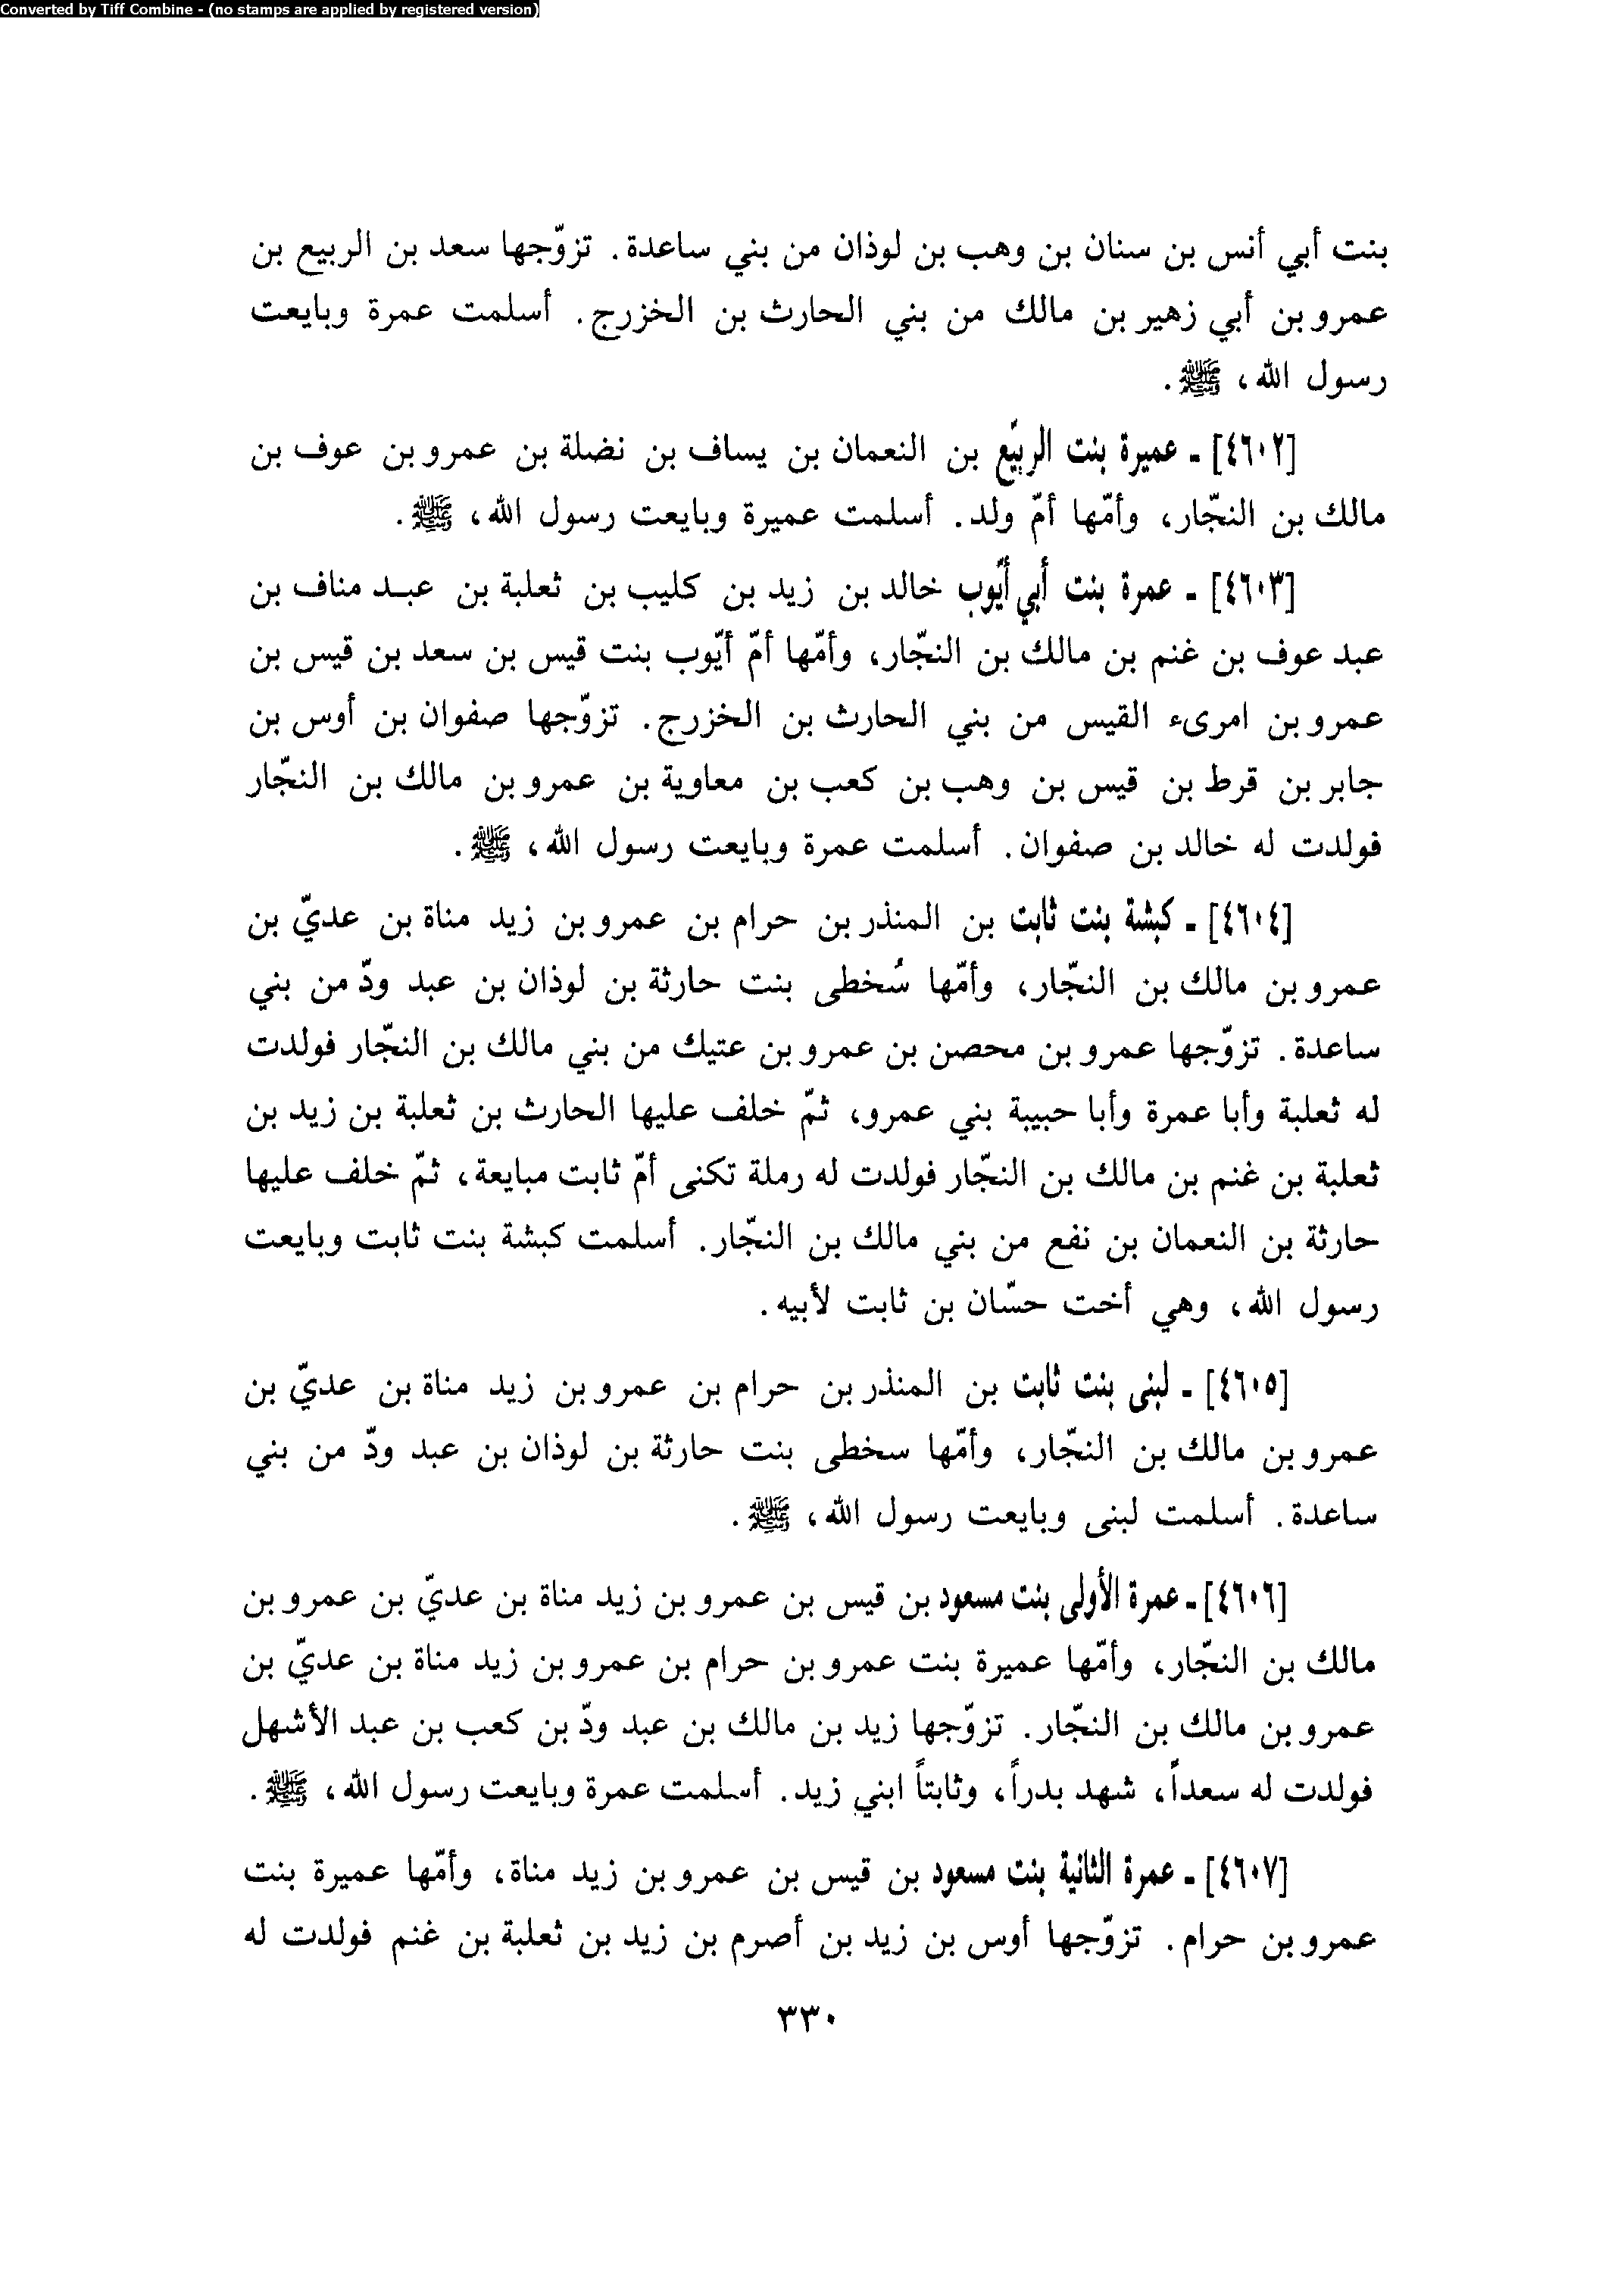 Converted by Tiff Combine - (no stamps are applied by registered version)
بنت أبي أنس بن سنان بن وهب بن لوذان من بني ساعدة. تزوّجها سعد بن الربيع بن
عمرو بن أبي زهير بن مالك من بني الحارث بن الخزرج. أسلمت عمرة وبايعت
رسول الله، ﷺ.
[٤٦٠٢] ـ عميرة بنت الربيّع بن النعمان بن يساف بن نضلة بن عمرو بن عوف بن
مالك بن النجّار، وأمّها أمّ ولد. أسلمت عميرة وبايعت رسول الله، ﷺ.
[٤٦٠٣] ـ عمرة بنت أبي أيّوب خالد بن زيد بن كليب بن ثعلبة بن عبـد مناف بن
عبد عوف بن غنم بن مالك بن النجّار، وأمّها أمّ أيّوب بنت قيس بن سعد بن قيس بن
عمرو بن امرىء القيس من بني الحارث بن الخزرج. تزوّجها صفوان بن أوس بن
جابر بن قرط بن قيس بن وهب بن كعب بن معاوية بن عمرو بن مالك بن النجّار
فولدت له خالد بن صفوان. أسلمت عمرة وبايعت رسول الله، ﷺ.
[٤٦٠٤] ـ كبشة بنت ثابت بن المنذر بن حرام بن عمرو بن زيد مناة بن عديّ بن
عمرو بن مالك بن النجّار، وأمّها سُخطى بنت حارثة بن لوذان بن عبد ودّ من بني
ساعدة. تزوّجها عمرو بن محصن بن عمرو بن عتيك من بني مالك بن النجّار فولدت
له ثعلبة وأبا عمرة وأبا حبيبة بني عمرو، ثمّ خلف عليها الحارث بن ثعلبة بن زيد بن
ثعلبة بن غنم بن مالك بن النجّار فولدت له رملة تكنى أمّ ثابت مبايعة، ثمّ خلف عليها
حارثة بن النعمان بن نفع من بني مالك بن النجّار. أسلمت كبشة بنت ثابت وبايعت
رسول الله، وهي أخت حسّان بن ثابت لأبيه.
[٤٦٠٥] ـ لبنى بنت ثابت بن المنذر بن حرام بن عمرو بن زيد مناة بن عديّ بن
عمرو بن مالك بن النجّار، وأمّها سخطى بنت حارثة بن لوذان بن عبد ودّ من بني
ساعدة. أسلمت لبنى وبايعت رسول الله، ﷺ.
[٤٦٠٦] ـ عمرة الأولى بنت مسعود بن قيس بن عمرو بن زيد مناة بن عديّ بن عمرو بن
مالك بن النجّار، وأمّها عميرة بنت عمرو بن حرام بن عمرو بن زيد مناة بن عديّ بن
عمرو بن مالك بن النجّار. تزوّجها زيد بن مالك بن عبد ودّ بن كعب بن عبد الأشهل
فولدت له سعداً، شهد بدراً، وثابتاً ابني زيد. أسلمت عمرة وبايعت رسول الله، ﷺ.
[٤٦٠٧] ـ عمرة الثانية بنت مسعود بن قيس بن عمرو بن زيد مناة، وأمّها عميرة بنت
عمرو بن حرام. تزوّجها أوس بن زيد بن أصرم بن زيد بن ثعلبة بن غنم فولدت له
٣٣٠